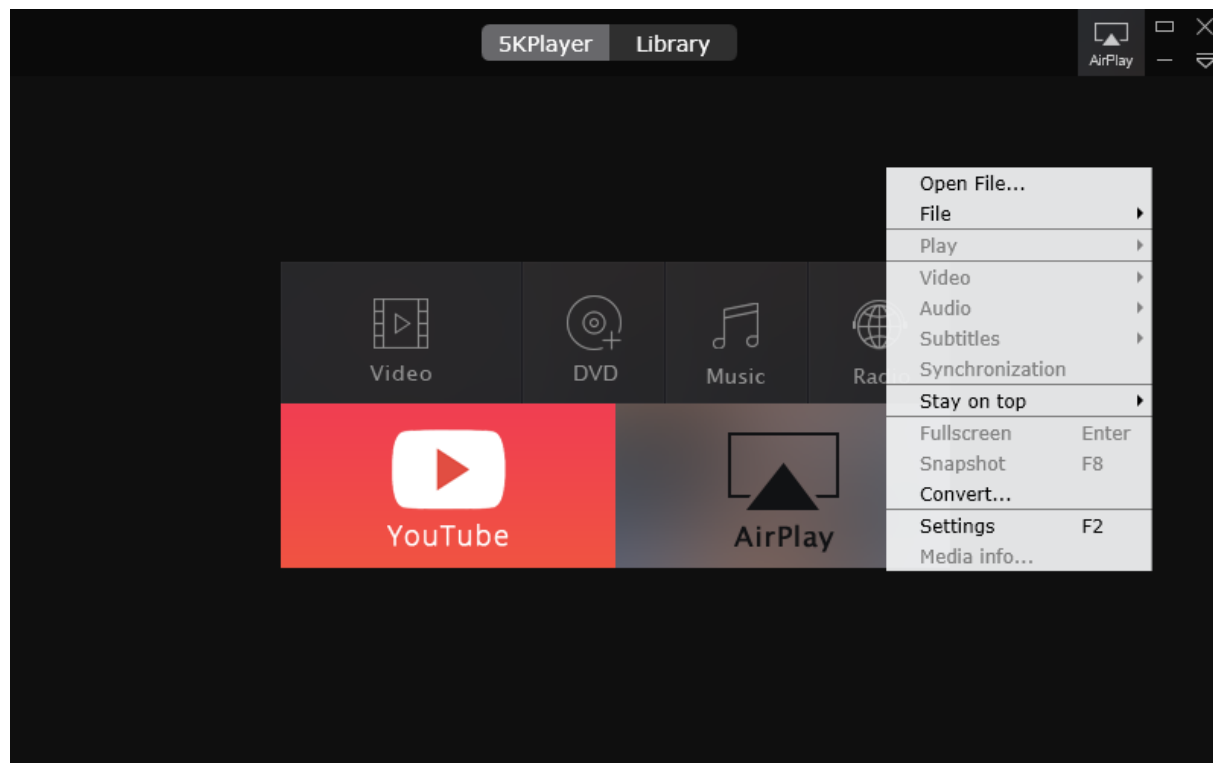 5KPlayer Library
AirPlay
Open File...
File
Play
Video
Audio
Subtitles
Synchronization
Stay on top
Fullscreen Enter
Snapshot F8
Convert...
Settings F2
Media info...
Video DVD Music Radio
YouTube AirPlay